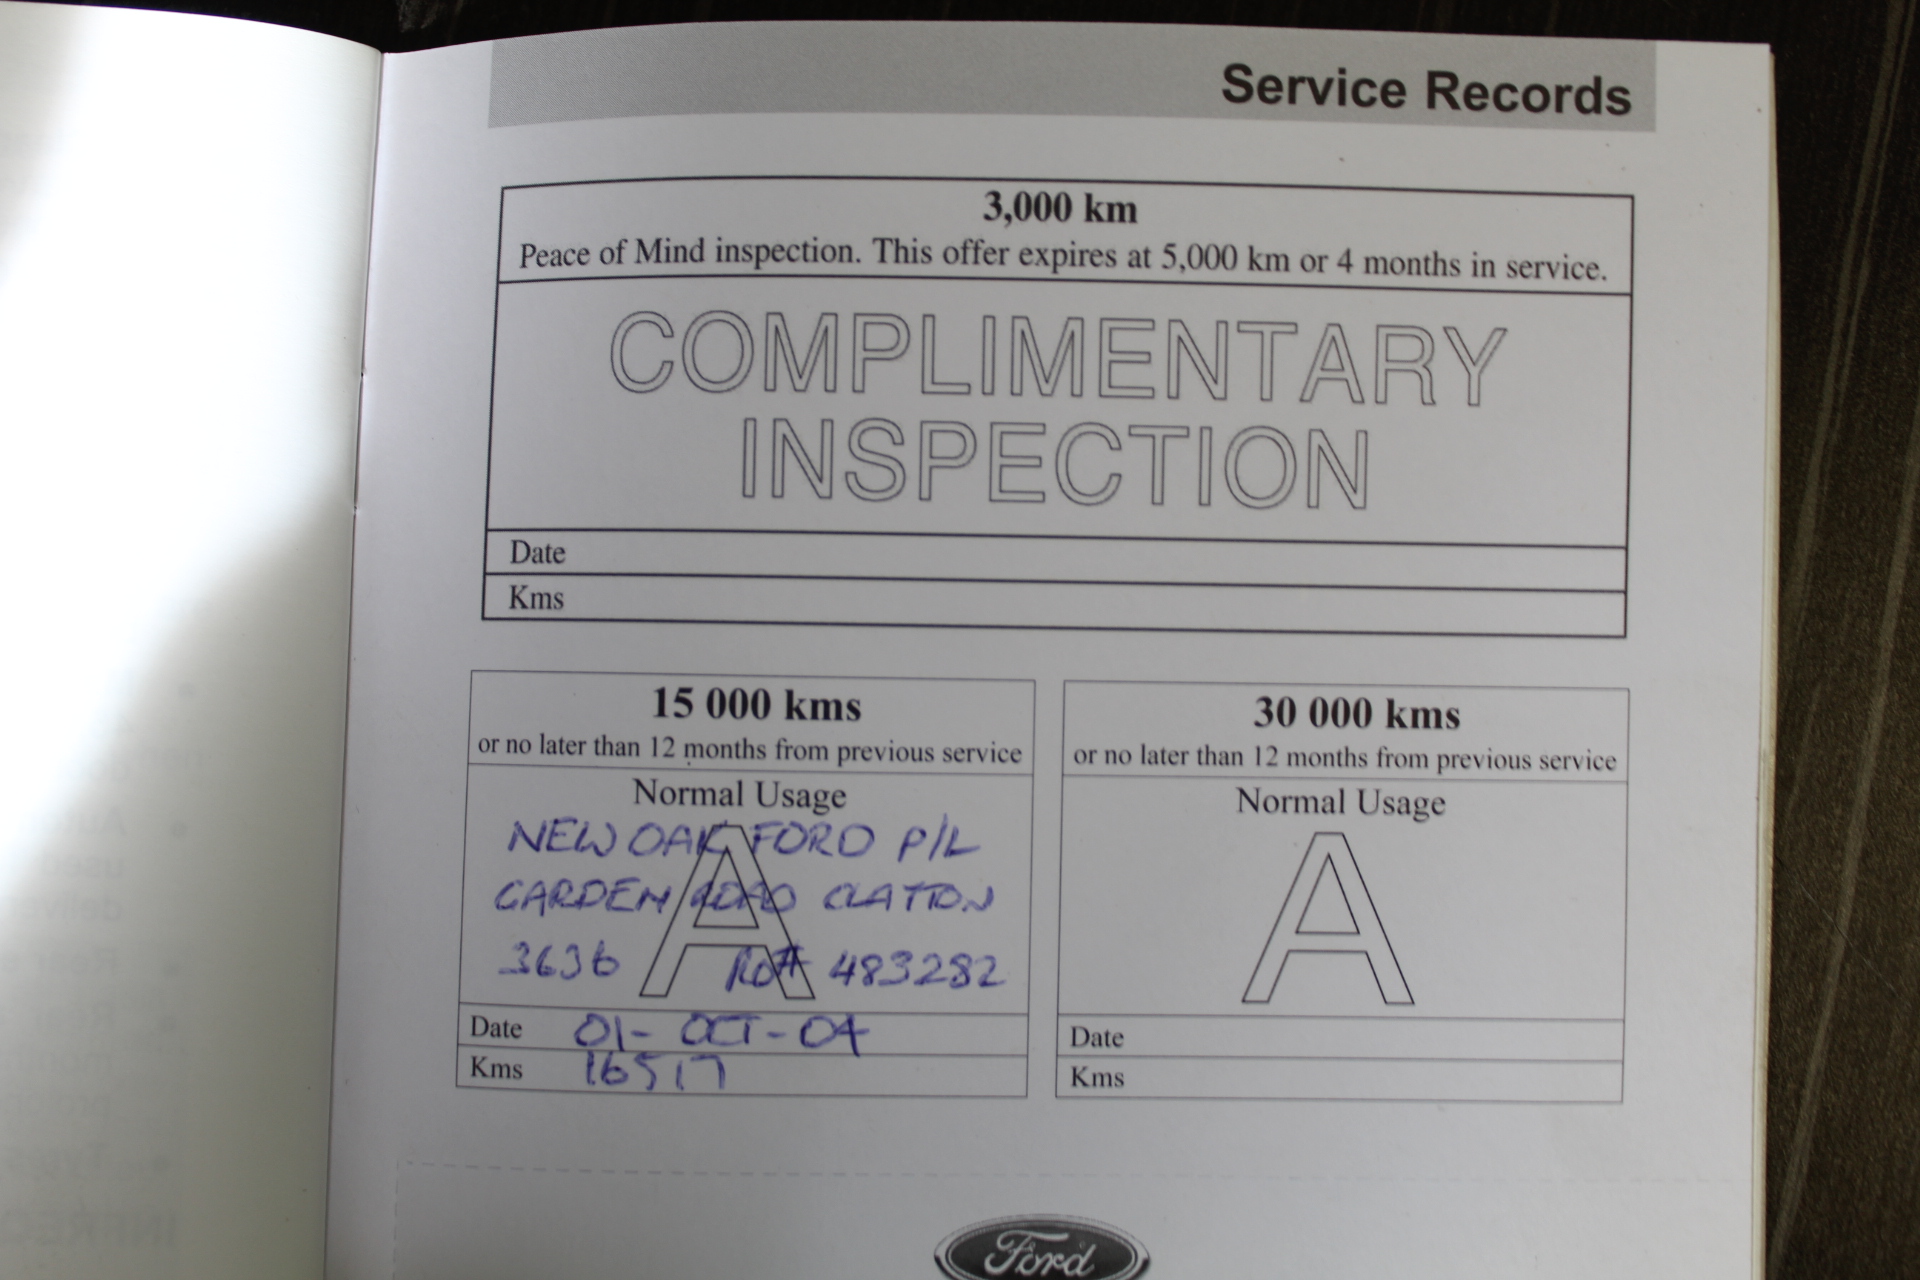 Service Records
3,000 km
Peace of Mind inspection. This offer expires at 5,000 km or 4 months in service.
COMPLIMENTARY
INSPECTION
Date
Kms
15 000 kms
or no later than 12 months from previous service
Normal Usage
A
NEW OAK FORD P/L
GARDEN ROAD CLATTON
3636 RO# 483282
Date 01-OCT-04
Kms 16517
30 000 kms
or no later than 12 months from previous service
Normal Usage
A
Date
Kms
Ford